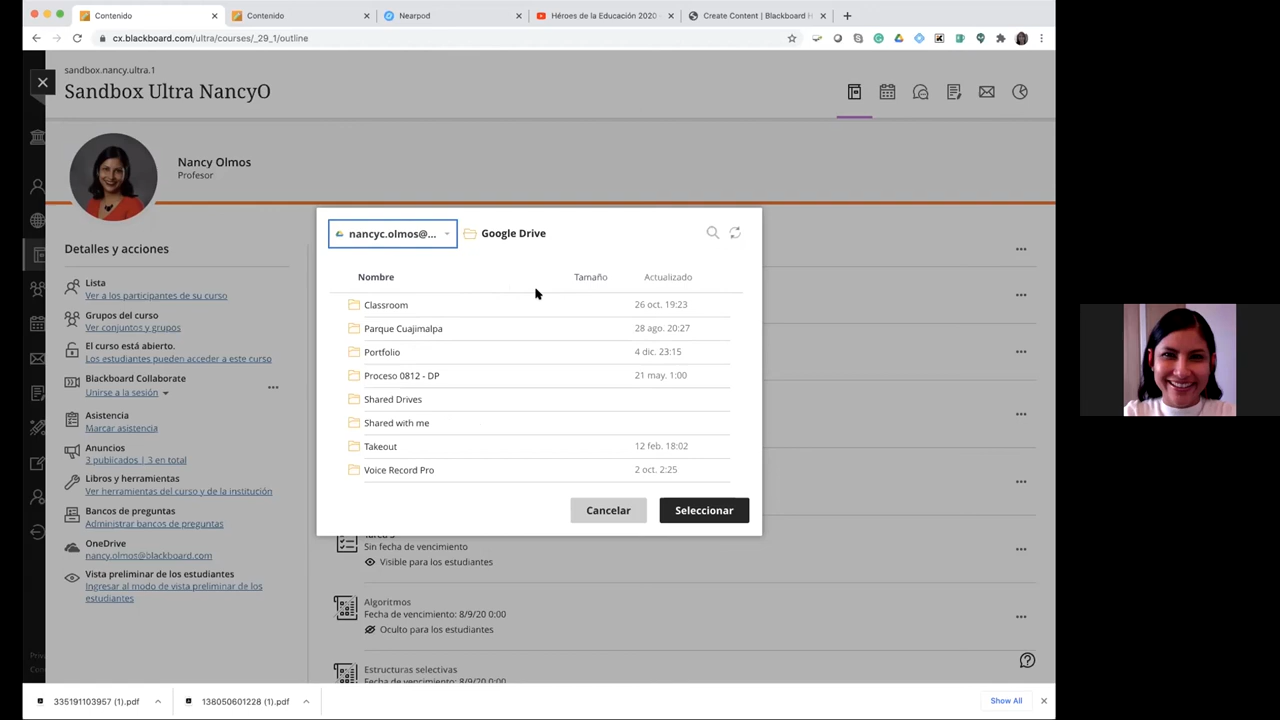 Contenido
Contenido
Nearpod
Héroes de la Educación 2020
Create Content | Blackboard H
cx.blackboard.com/ultra/courses/_29_1/outline
sandbox.nancy.ultra.1
Sandbox Ultra NancyO
Nancy Olmos
Profesor
Detalles y acciones
Lista
Ver a los participantes de su curso
Grupos del curso
Ver conjuntos y grupos
El curso está abierto.
Los estudiantes pueden acceder a este curso
Blackboard Collaborate
Unirse a la sesión
Asistencia
Marcar asistencia
Anuncios
3 publicados | 3 en total
Libros y herramientas
Ver herramientas del curso y de la institución
Bancos de preguntas
Administrar bancos de preguntas
OneDrive
nancy.olmos@blackboard.com
Vista preliminar de los estudiantes
Ingresar al modo de vista preliminar de los
estudiantes
nancyc.olmos@...
Google Drive
Nombre Tamaño Actualizado
Classroom 26 oct. 19:23
Parque Cuajimalpa 28 ago. 20:27
Portfolio 4 dic. 23:15
Proceso 0812 - DP 21 may. 1:00
Shared Drives
Shared with me
Takeout 12 feb. 18:02
Voice Record Pro 2 oct. 2:25
Cancelar Seleccionar
Sin fecha de vencimiento
Visible para los estudiantes
Algoritmos
Fecha de vencimiento: 8/9/20 0:00
Oculto para los estudiantes
Estructuras selectivas
Fecha de vencimiento: 8/9/20 0:00
335191103957 (1).pdf
138050601228 (1).pdf
Show All